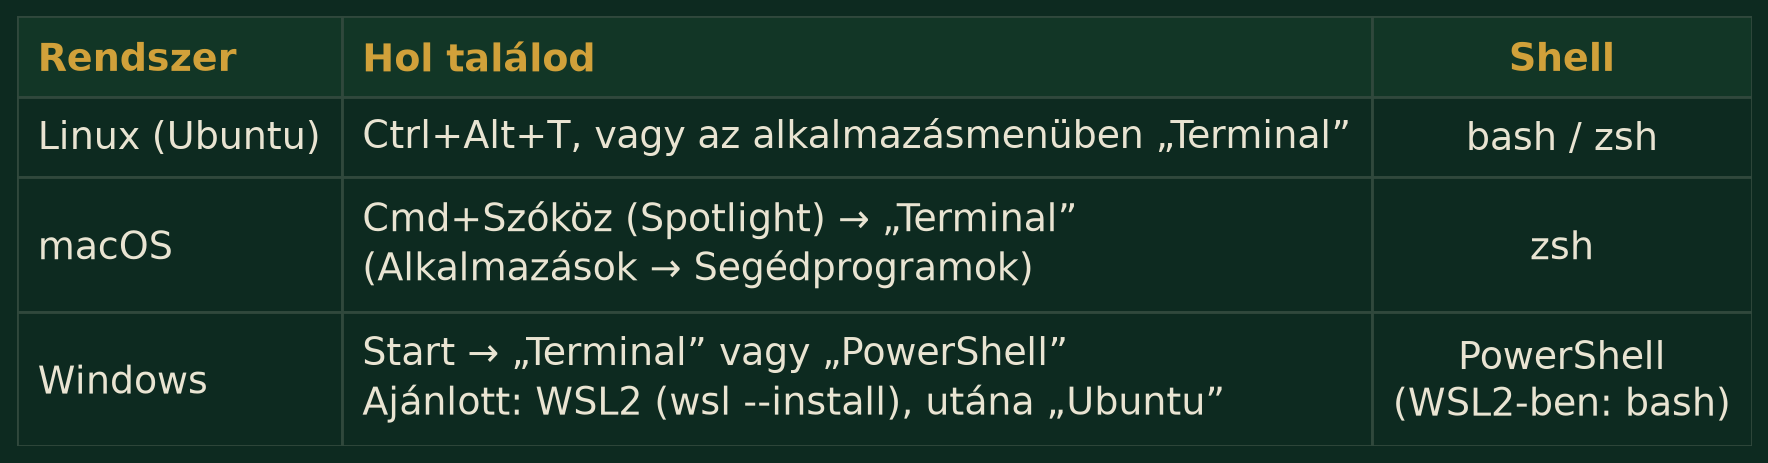 Rendszer Hol találod Shell
Linux (Ubuntu) Ctrl+Alt+T, vagy az alkalmazásmenüben „Terminal” bash / zsh
macOS
Cmd+Szóköz (Spotlight) → „Terminal”
(Alkalmazások → Segédprogramok)
zsh
Windows
Start → „Terminal” vagy „PowerShell”
Ajánlott: WSL2 (wsl --install), utána „Ubuntu”
PowerShell
(WSL2-ben: bash)